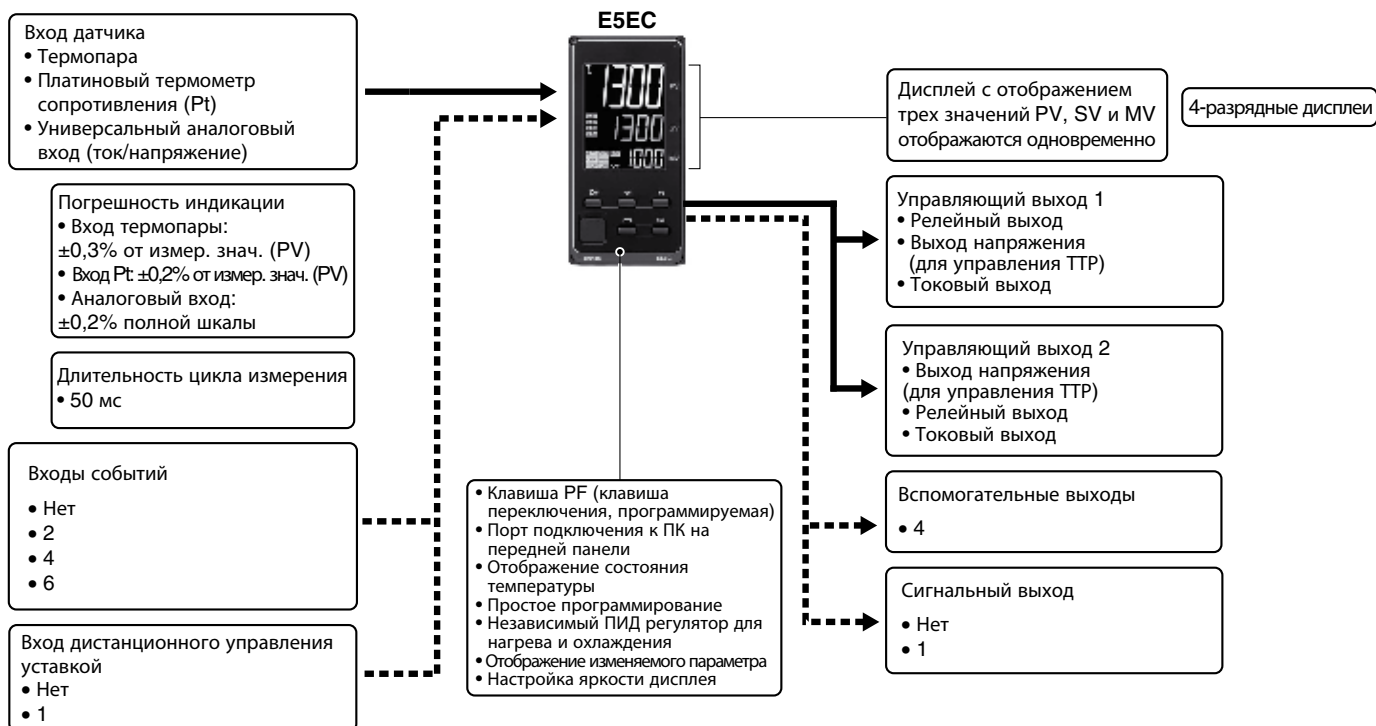 E5EC
Вход датчика
• Термопара
• Платиновый термометр
сопротивления (Pt)
• Универсальный аналоговый
вход (ток/напряжение)
Погрешность индикации
• Вход термопары:
±0,3% от измер. знач. (PV)
• Вход Pt: ±0,2% от измер. знач. (PV)
• Аналоговый вход:
±0,2% полной шкалы
Длительность цикла измерения
• 50 мс
Входы событий
• Нет
• 2
• 4
• 6
Вход дистанционного управления
уставкой
• Нет
• 1
1300
1300
100.0
• Клавиша PF (клавиша
переключения, программируемая)
• Порт подключения к ПК на
передней панели
• Отображение состояния
температуры
• Простое программирование
• Независимый ПИД регулятор для
нагрева и охлаждения
• Отображение изменяемого параметра
• Настройка яркости дисплея
Дисплей с отображением
трех значений PV, SV и MV
отображаются одновременно
4-разрядные дисплеи
Управляющий выход 1
• Релейный выход
• Выход напряжения
(для управления ТТР)
• Токовый выход
Управляющий выход 2
• Выход напряжения
(для управления ТТР)
• Релейный выход
• Токовый выход
Вспомогательные выходы
• 4
Сигнальный выход
• Нет
• 1